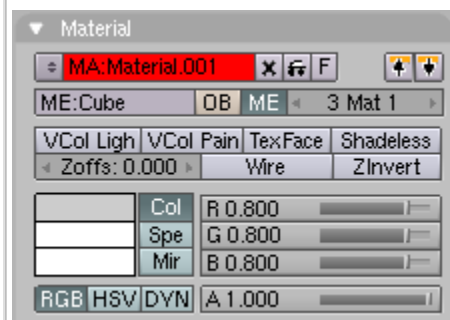 Material
MA:Material.001 X F
ME:Cube OB ME 3 Mat 1
VCol Ligh VCol Pain TexFace Shadeless
Zoffs: 0.000 Wire ZInvert
Col R 0.800
Spe G 0.800
Mir B 0.800
RGB HSV DYN A 1.000